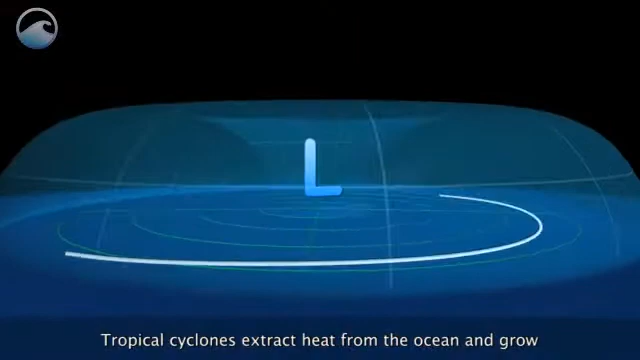 L
Tropical cyclones extract heat from the ocean and grow